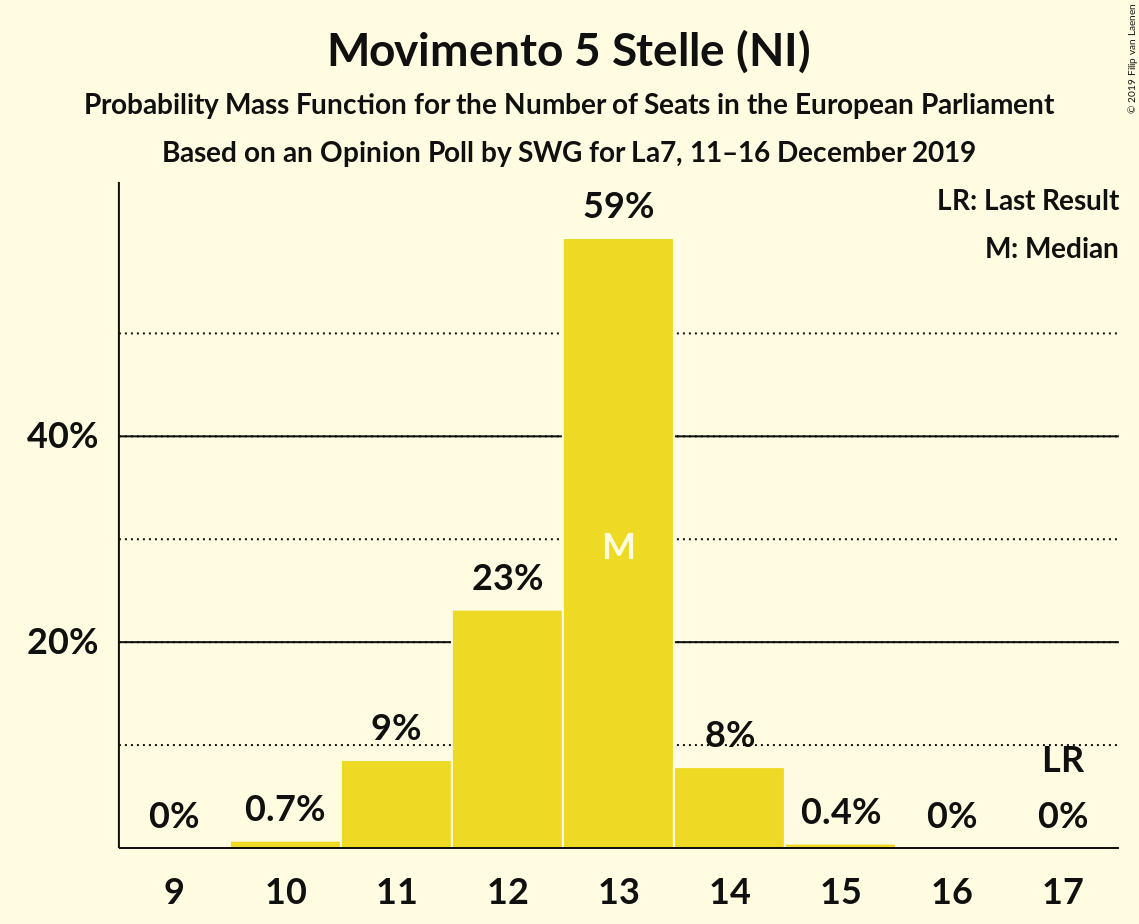 Movimento 5 Stelle (NI)
Probability Mass Function for the Number of Seats in the European Parliament
Based on an Opinion Poll by SWG for La7, 11–16 December 2019
© 2019 Filip van Laenen
LR: Last Result
M: Median
59%
40%
M
23%
20%
9%
8%
LR
0%
0.7%
0.4%
0%
0%
9 10 11 12 13 14 15 16 17